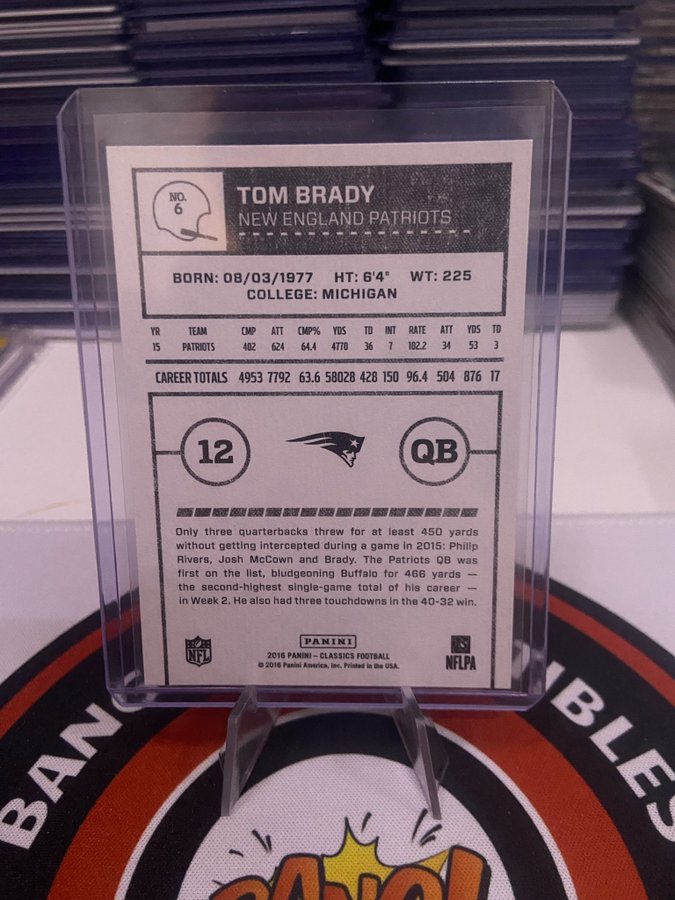 NO.
6
TOM BRADY
NEW ENGLAND PATRIOTS
BORN: 08/03/1977 HT: 6'4" WT: 225
COLLEGE: MICHIGAN
YR TEAM CMP ATT CMP% YDS TD INT RATE ATT YDS TD
15 PATRIOTS 402 624 64.4 4770 36 7 102.2 34 53 3
CAREER TOTALS 4953 7792 63.6 58028 428 150 96.4 504 876 17
12
QB
Only three quarterbacks threw for at least 450 yards
without getting intercepted during a game in 2015: Philip
Rivers, Josh McCown and Brady. The Patriots QB was
first on the list, bludgeoning Buffalo for 466 yards —
the second-highest single-game total of his career —
in Week 2. He also had three touchdowns in the 40-32 win.
NFL
PANINI
2016 PANINI – CLASSICS FOOTBALL
© 2016 Panini America, Inc. Printed in the USA.
NFLPA
BANG
BANG!